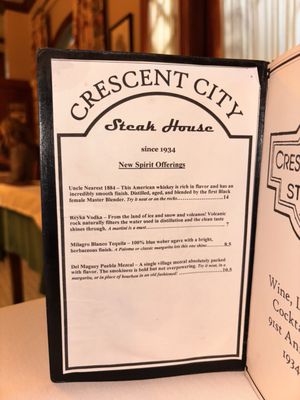 CRESCENT CITY
Steak House
since 1934
New Spirit Offerings
Uncle Nearest 1884 – This American whiskey is rich in flavor and has an
incredibly smooth finish. Distilled, aged, and blended by the first Black
female Master Blender. Try it neat or on the rocks 14
Reyka Vodka – From the land of ice and snow and volcanoes! Volcanic
rock naturally filters the water used in distillation and the clean taste
shines through. A martini is a must 7
Milagro Blanco Tequila – 100% blue weber agave with a bright,
herbaceous finish. A Paloma or classic margarita lets this one shine 8.5
Del Maguey Puebla Mezcal – A single village mezcal absolutely packed
with flavor. The smokiness is bold but not overpowering. Try it neat, in a
margarita, or in place of bourbon in an old fashioned! 10.5
CRES
ST
Wine,
Cockta
91st An
1934